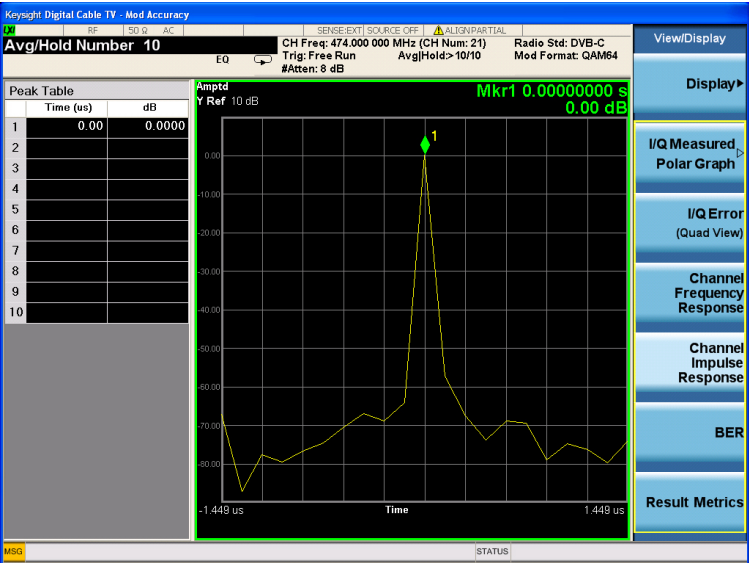 Keysight Digital Cable TV - Mod Accuracy
LXI RF 50 Ω AC SENSE:EXT SOURCE OFF ALIGN PARTIAL
Avg/Hold Number 10
EQ
CH Freq: 474.000 000 MHz (CH Num: 21)
Trig: Free Run Avg|Hold:>10/10
#Atten: 8 dB
Radio Std: DVB-C
Mod Format: QAM64
Peak Table
Time (us) dB
1 0.00 0.0000
2
3
4
5
6
7
8
9
10
Amptd
Y Ref 10 dB
Mkr1 0.00000000 s
0.00 dB
1
0.00
-10.00
-20.00
-30.00
-40.00
-50.00
-60.00
-70.00
-80.00
-1.449 us Time 1.449 us
View/Display
Display
I/Q Measured
Polar Graph
I/Q Error
(Quad View)
Channel
Frequency
Response
Channel
Impulse
Response
BER
Result Metrics
MSG STATUS